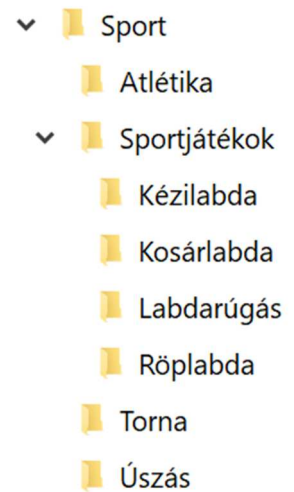 Sport
Atlétika
Sportjátékok
Kézilabda
Kosárlabda
Labdarúgás
Röplabda
Torna
Úszás